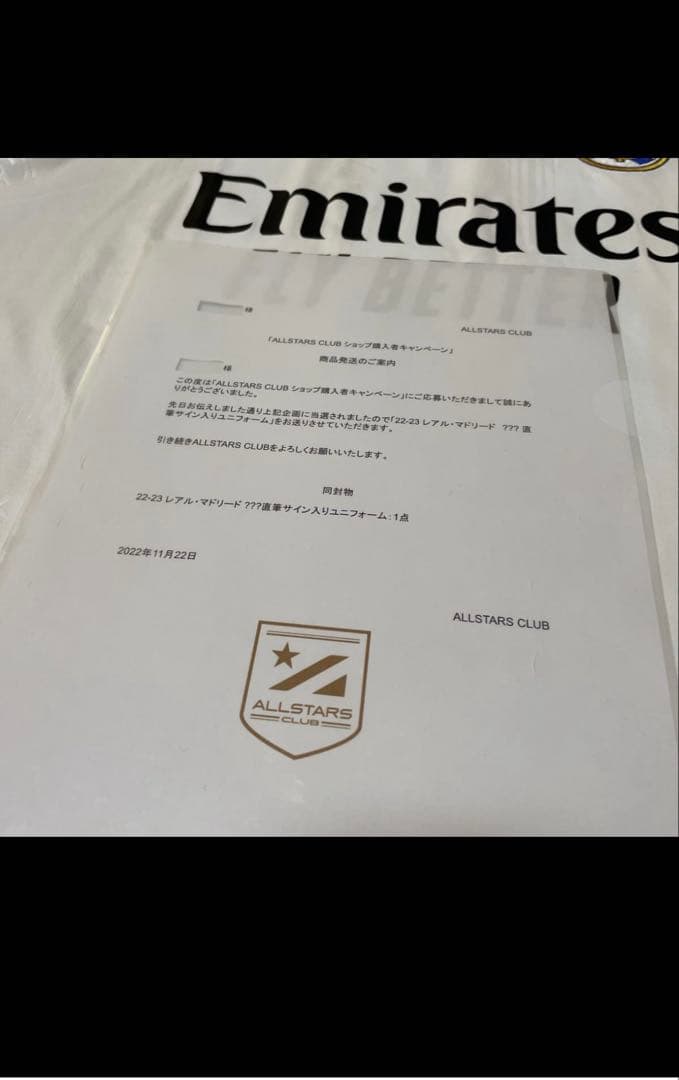 Emirates
FLY BETTER
様
ALLSTARS CLUB
「ALLSTARS CLUB ショップ購入者キャンペーン」
商品発送のご案内
様
この度は「ALLSTARS CLUB ショップ購入者キャンペーン」にご応募いただきまして誠にあ
りがとうございました。
先日お伝えしました通り上記企画に当選されましたので「22-23 レアル・マドリード ??? 直
筆サイン入りユニフォーム」をお送りさせていただきます。
引き続きALLSTARS CLUBをよろしくお願いいたします。
同封物
22-23 レアル・マドリード ???直筆サイン入りユニフォーム：1点
2022年11月22日
ALLSTARS CLUB
ALLSTARS
CLUB